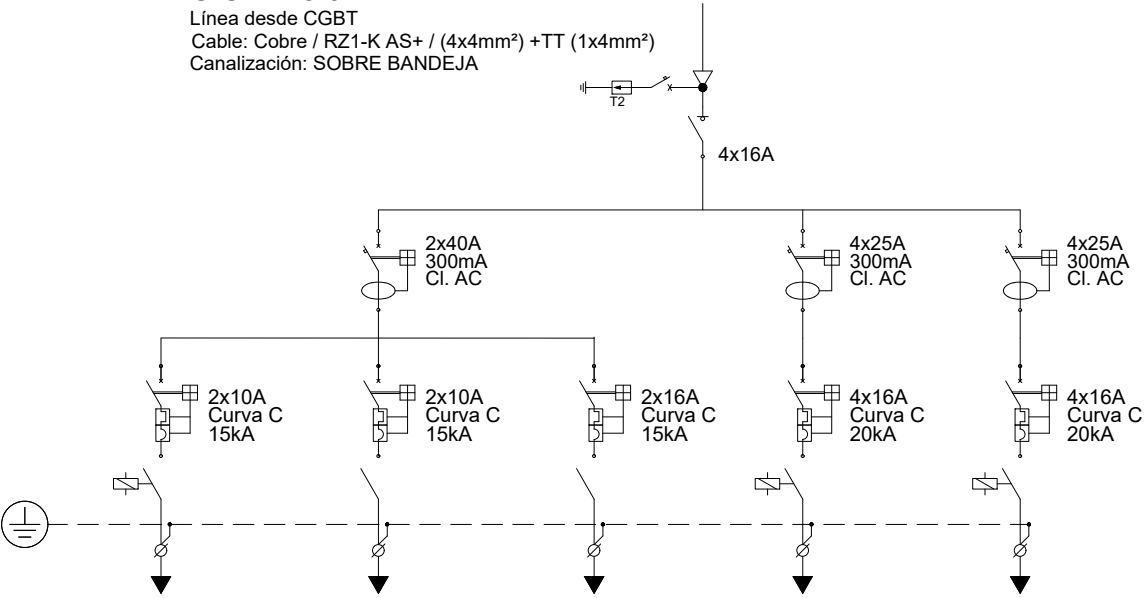 Línea desde CGBT
Cable: Cobre / RZ1-K AS+ / (4x4mm²) +TT (1x4mm²)
Canalización: SOBRE BANDEJA
T2
4x16A
2x40A
300mA
Cl. AC
4x25A
300mA
Cl. AC
4x25A
300mA
Cl. AC
2x10A
Curva C
15kA
2x10A
Curva C
15kA
2x16A
Curva C
15kA
4x16A
Curva C
20kA
4x16A
Curva C
20kA